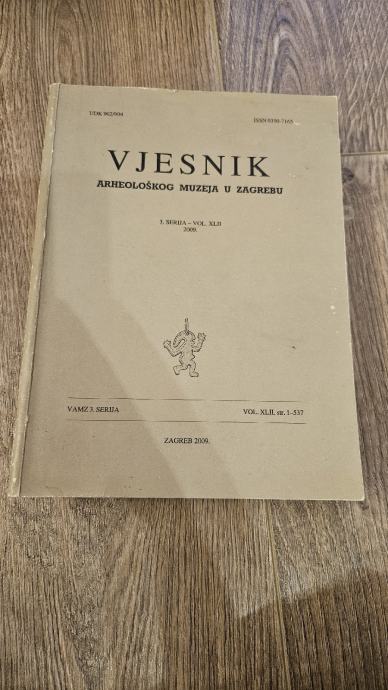 UDK 902/904
ISSN 0350-7165
VJESNIK
ARHEOLOŠKOG MUZEJA U ZAGREBU
3. SERIJA – VOL. XLII
2009.
VAMZ 3. SERIJA
VOL. XLII, str. 1–537
ZAGREB 2009.